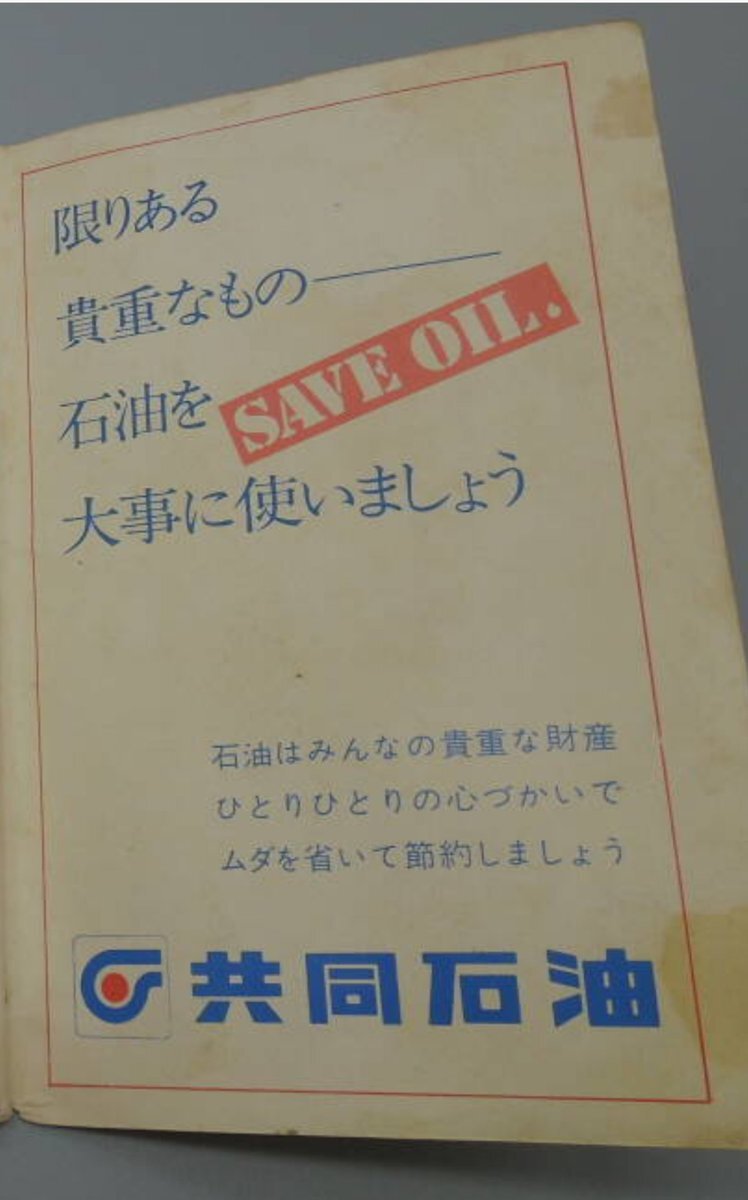 限りある
貴重なもの――
石油を SAVE OIL.
大事に使いましょう
石油はみんなの貴重な財産
ひとりひとりの心づかいで
ムダを省いて節約しましょう
共同石油